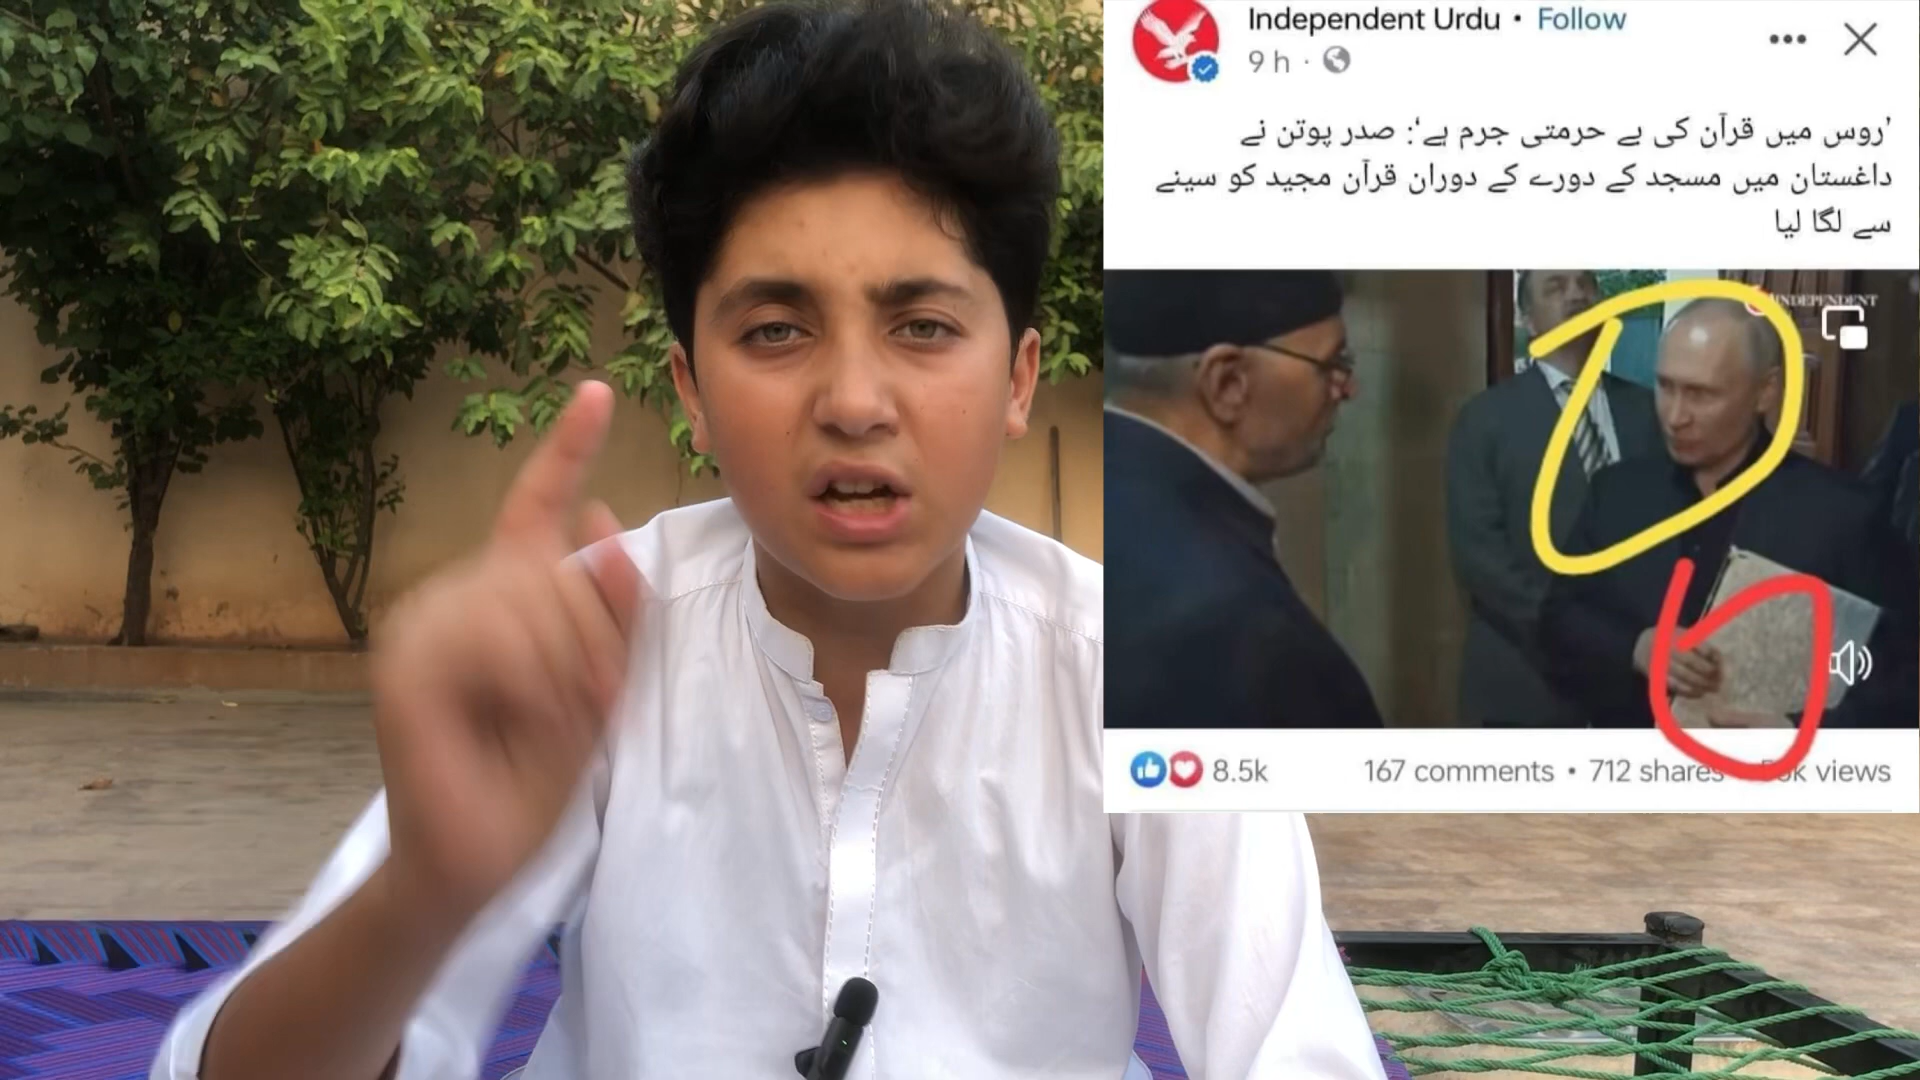 Independent Urdu · Follow
9 h ·
’روس میں قرآن کی بے حرمتی جرم ہے‘: صدر پوتن نے
داغستان میں مسجد کے دورے کے دوران قرآن مجید کو سینے
سے لگا لیا
INDEPENDENT
8.5k 167 comments • 712 shares views